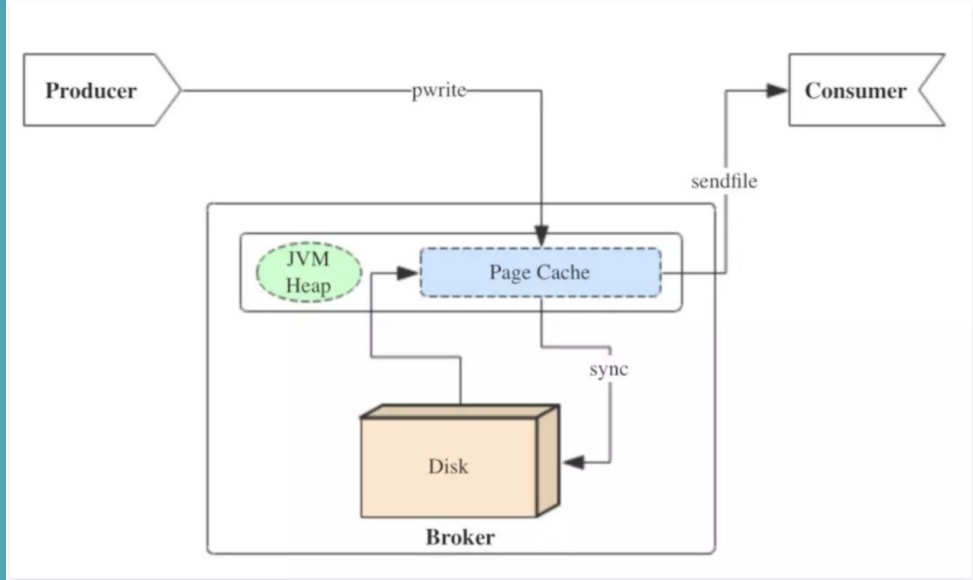 Producer
pwrite
Consumer
sendfile
JVM
Heap
Page Cache
sync
Disk
Broker